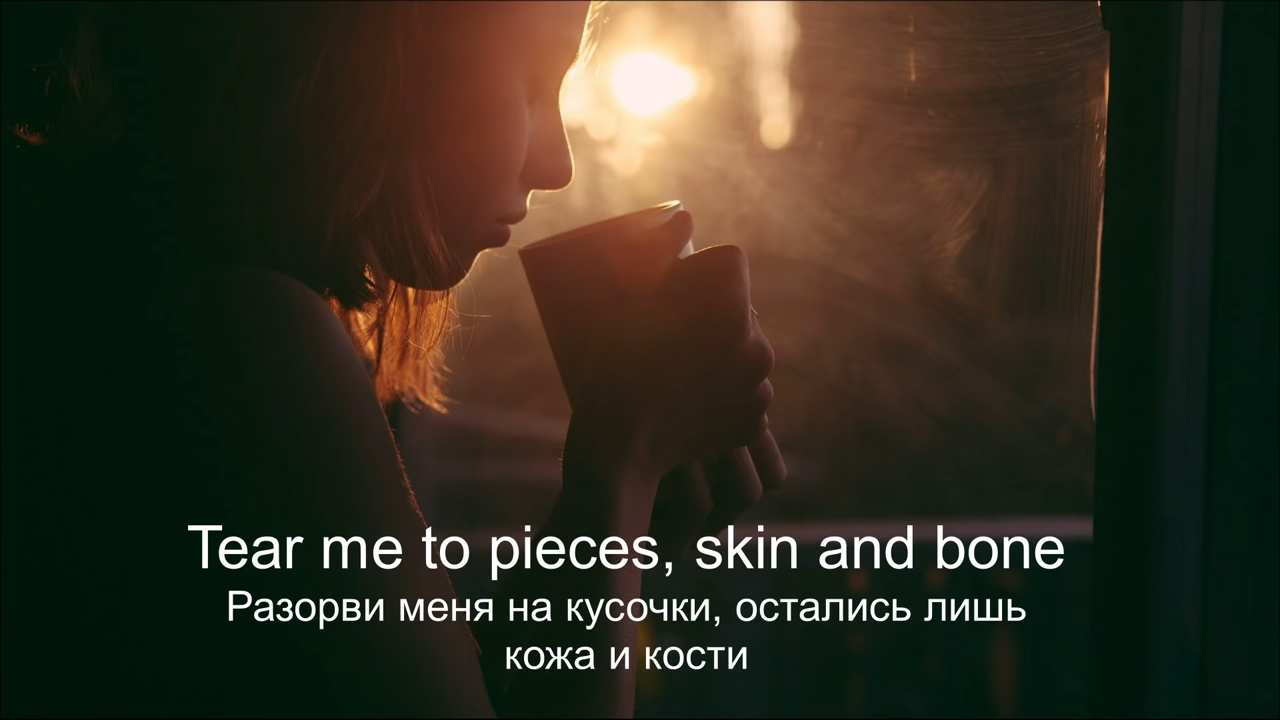 Tear me to pieces, skin and bone
Разорви меня на кусочки, остались лишь
кожа и кости